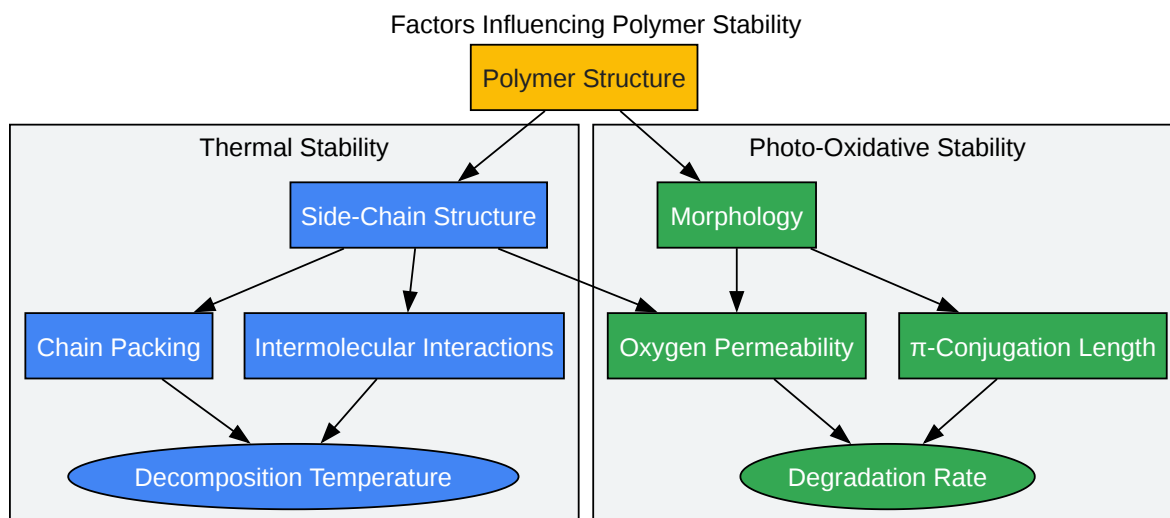 Factors Influencing Polymer Stability
Polymer Structure
Thermal Stability
Photo-Oxidative Stability
Side-Chain Structure
Morphology
Chain Packing
Intermolecular Interactions
Oxygen Permeability
π-Conjugation Length
Decomposition Temperature
Degradation Rate